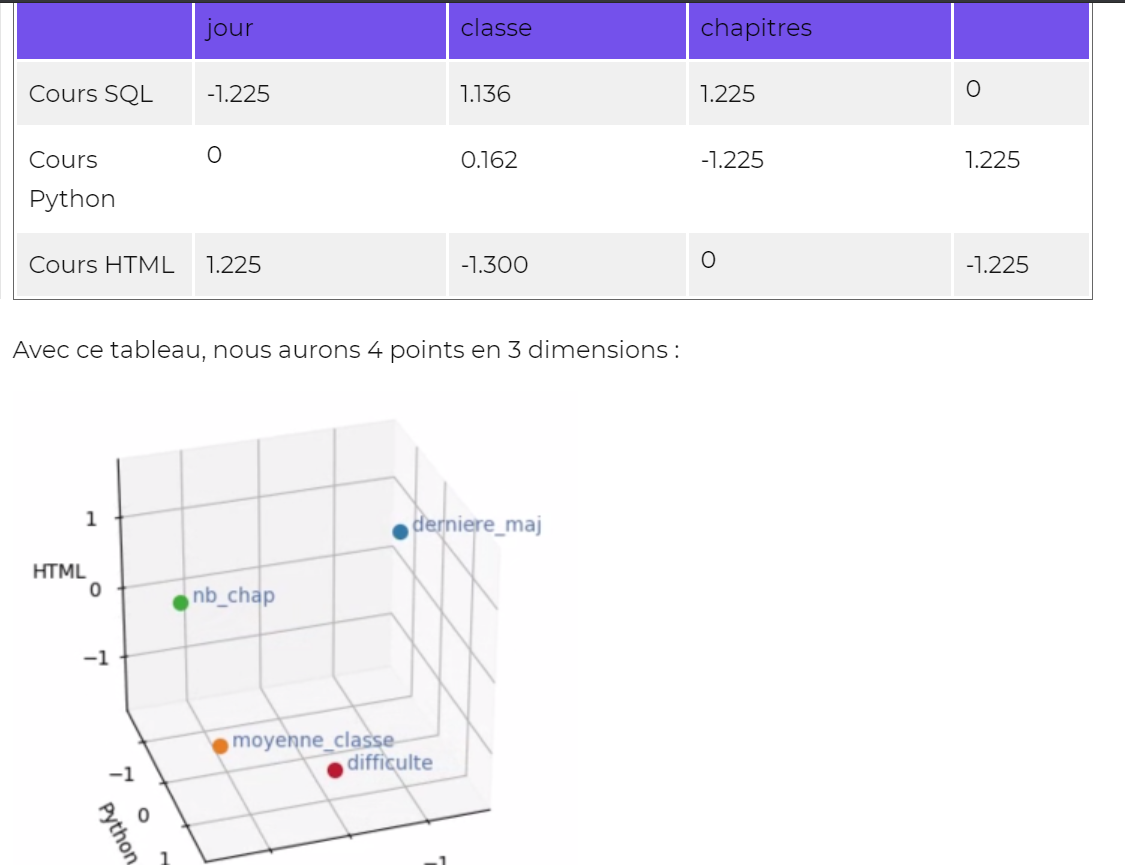 jour classe chapitres
Cours SQL -1.225 1.136 1.225 0
Cours 0 0.162 -1.225 1.225
Python
Cours HTML 1.225 -1.300 0 -1.225
Avec ce tableau, nous aurons 4 points en 3 dimensions :
1
derniere_maj
HTML
0
nb_chap
−1
moyenne_classe
difficulte
−1
Python
0
1
−1